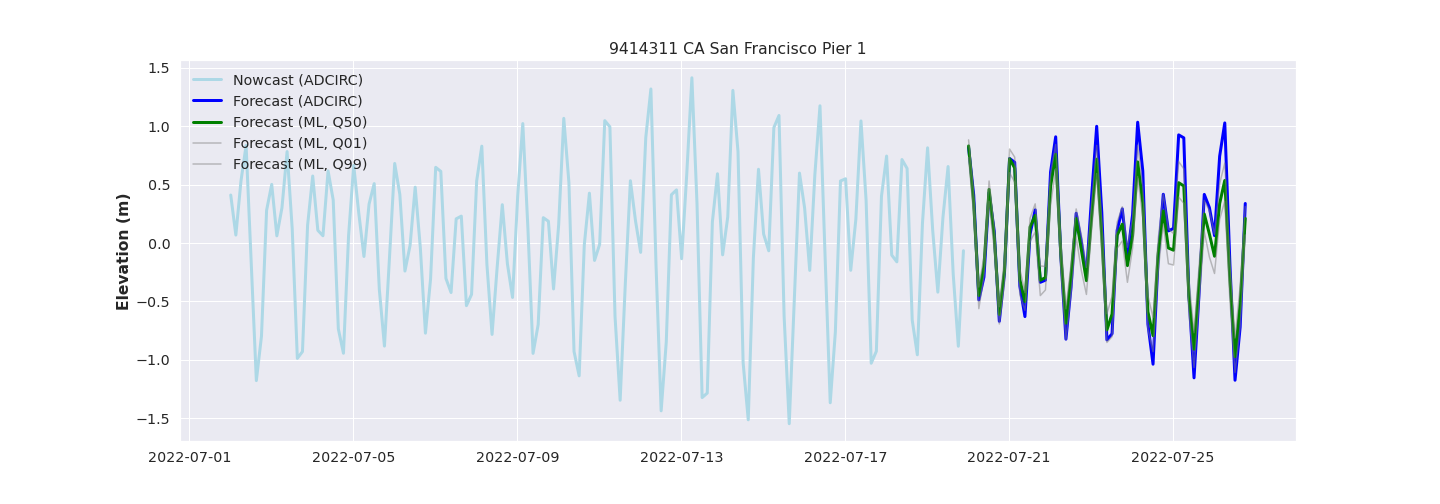 9414311 CA San Francisco Pier 1
Nowcast (ADCIRC)
Forecast (ADCIRC)
Forecast (ML, Q50)
Forecast (ML, Q01)
Forecast (ML, Q99)
Elevation (m)
1.5
1.0
0.5
0.0
−0.5
−1.0
−1.5
2022-07-01 2022-07-05 2022-07-09 2022-07-13 2022-07-17 2022-07-21 2022-07-25